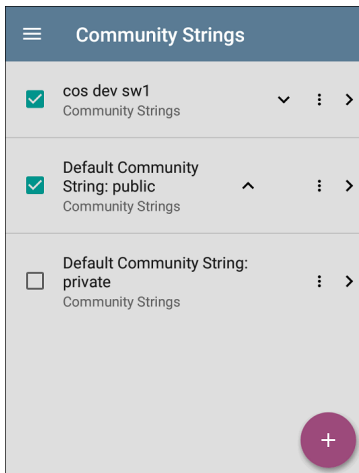 Community Strings
cos dev sw1
Community Strings
Default Community
String: public
Community Strings
Default Community String:
private
Community Strings